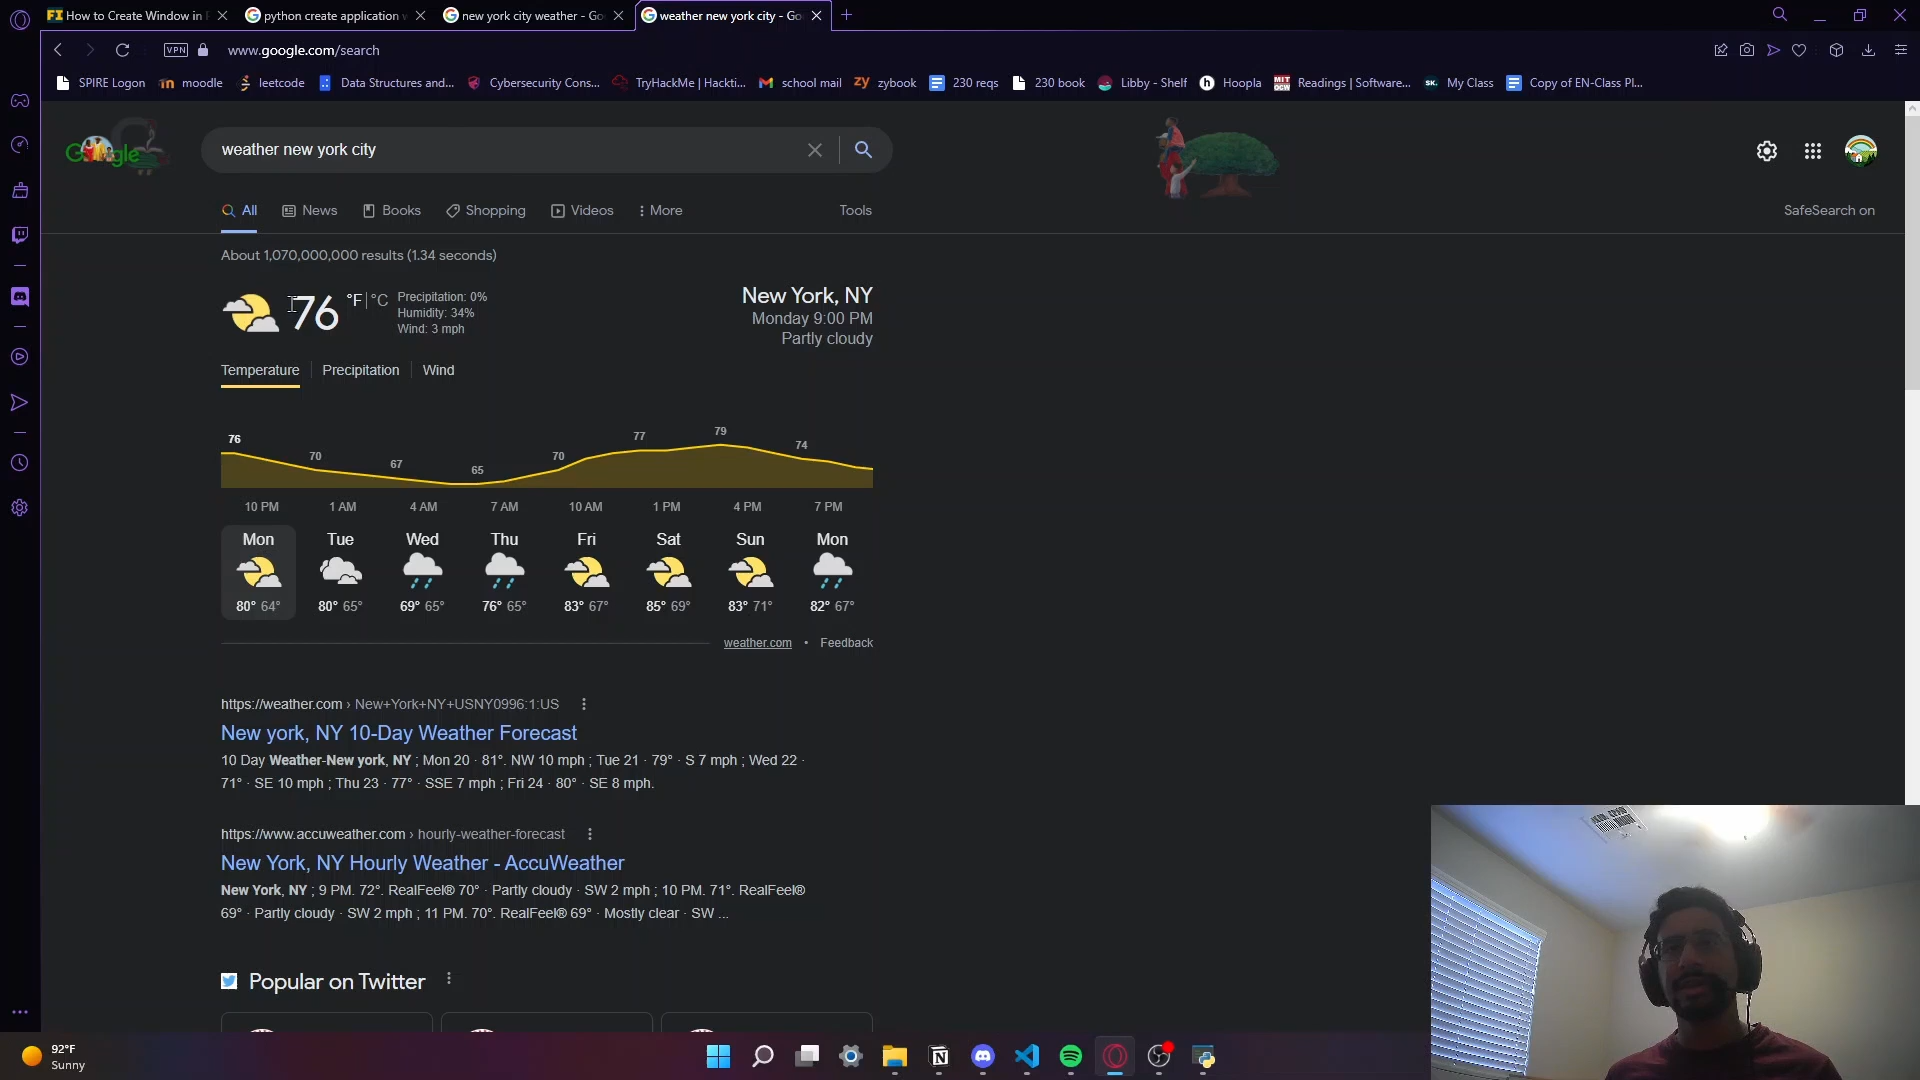 How to Create Window in
python create application
new york city weather - Go
weather new york city - Go
VPN
www.google.com/search
SPIRE Logon
moodle
leetcode
Data Structures and...
Cybersecurity Cons...
TryHackMe | Hackti...
school mail
zybook
230 reqs
230 book
Libby - Shelf
Hoopla
Readings | Software...
My Class
Copy of EN-Class Pl...
Google
weather new york city
All
News
Books
Shopping
Videos
More
Tools
SafeSearch on
About 1,070,000,000 results (1.34 seconds)
76 °F | °C
Precipitation: 0%
Humidity: 34%
Wind: 3 mph
New York, NY
Monday 9:00 PM
Partly cloudy
Temperature
Precipitation
Wind
76 70 67 65 70 77 79 74
10 PM 1 AM 4 AM 7 AM 10 AM 1 PM 4 PM 7 PM
Mon Tue Wed Thu Fri Sat Sun Mon
80° 64° 80° 65° 69° 65° 76° 65° 83° 67° 85° 69° 83° 71° 82° 67°
weather.com • Feedback
https://weather.com › New+York+NY+USNY0996:1:US
New york, NY 10-Day Weather Forecast
10 Day Weather-New york, NY ; Mon 20 · 81°. NW 10 mph ; Tue 21 · 79° · S 7 mph ; Wed 22 ·
71° · SE 10 mph ; Thu 23 · 77° · SSE 7 mph ; Fri 24 · 80° · SE 8 mph.
https://www.accuweather.com › hourly-weather-forecast
New York, NY Hourly Weather - AccuWeather
New York, NY ; 9 PM. 72°. RealFeel® 70° · Partly cloudy · SW 2 mph ; 10 PM. 71°. RealFeel®
69° · Partly cloudy · SW 2 mph ; 11 PM. 70°. RealFeel® 69° · Mostly clear · SW ...
Popular on Twitter
92°F
Sunny